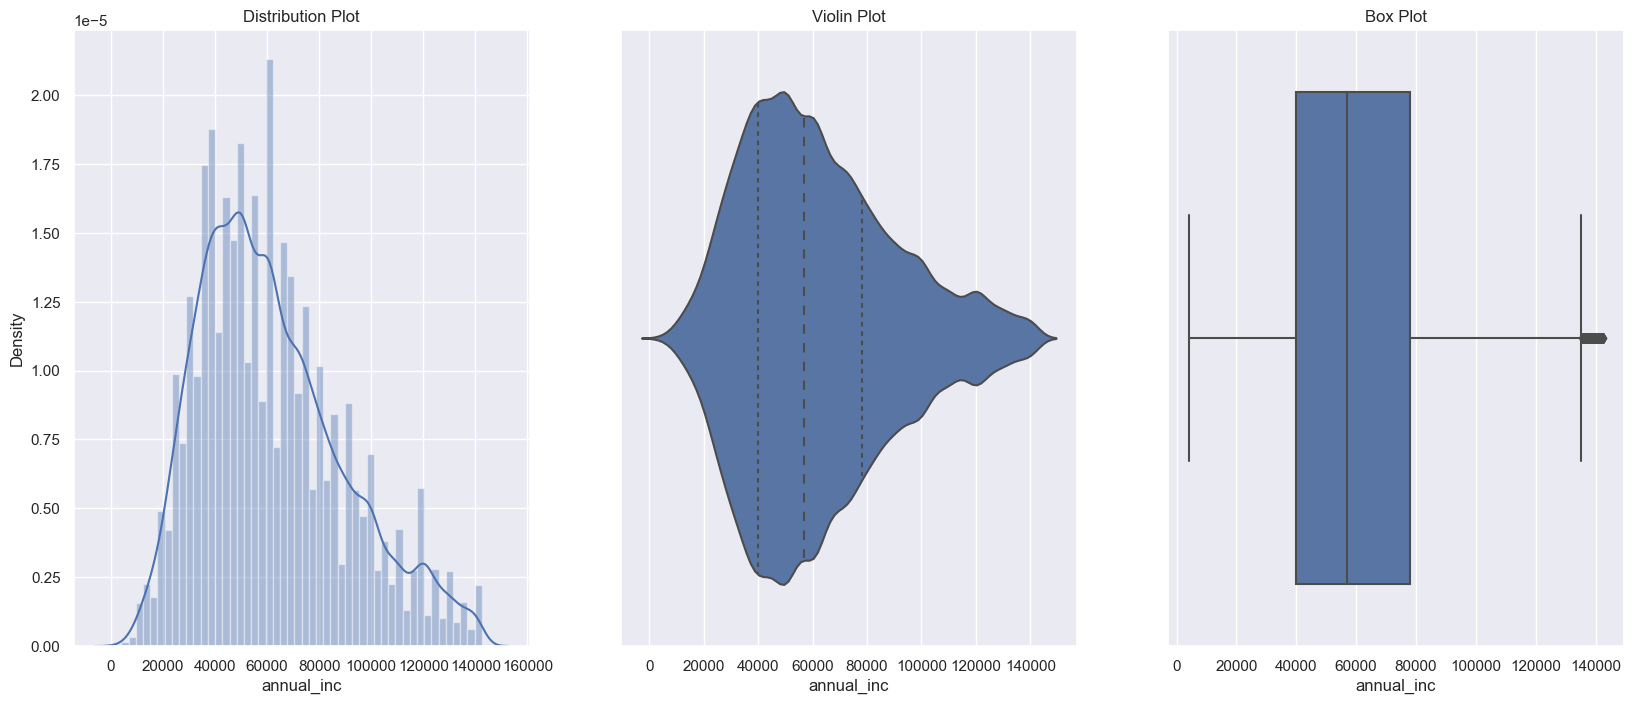 Distribution Plot
1e−5
2.00
1.75
1.50
1.25
1.00
0.75
0.50
0.25
0.00
Density
0 20000 40000 60000 80000 100000 120000 140000 160000
annual_inc
Violin Plot
0 20000 40000 60000 80000 100000 120000 140000
annual_inc
Box Plot
0 20000 40000 60000 80000 100000 120000 140000
annual_inc